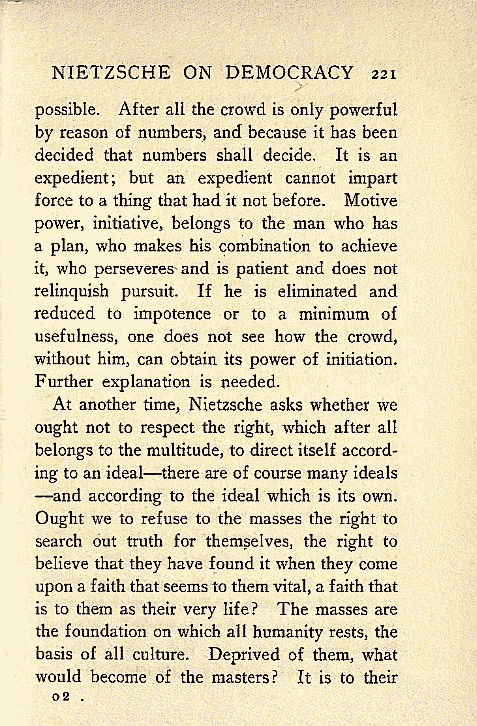 NIETZSCHE ON DEMOCRACY 221
possible. After all the crowd is only powerful
by reason of numbers, and because it has been
decided that numbers shall decide. It is an
expedient; but an expedient cannot impart
force to a thing that had it not before. Motive
power, initiative, belongs to the man who has
a plan, who makes his combination to achieve
it, who perseveres and is patient and does not
relinquish pursuit. If he is eliminated and
reduced to impotence or to a minimum of
usefulness, one does not see how the crowd,
without him, can obtain its power of initiation.
Further explanation is needed.
At another time, Nietzsche asks whether we
ought not to respect the right, which after all
belongs to the multitude, to direct itself accord-
ing to an ideal—there are of course many ideals
—and according to the ideal which is its own.
Ought we to refuse to the masses the right to
search out truth for themselves, the right to
believe that they have found it when they come
upon a faith that seems to them vital, a faith that
is to them as their very life? The masses are
the foundation on which all humanity rests, the
basis of all culture. Deprived of them, what
would become of the masters? It is to their
O2